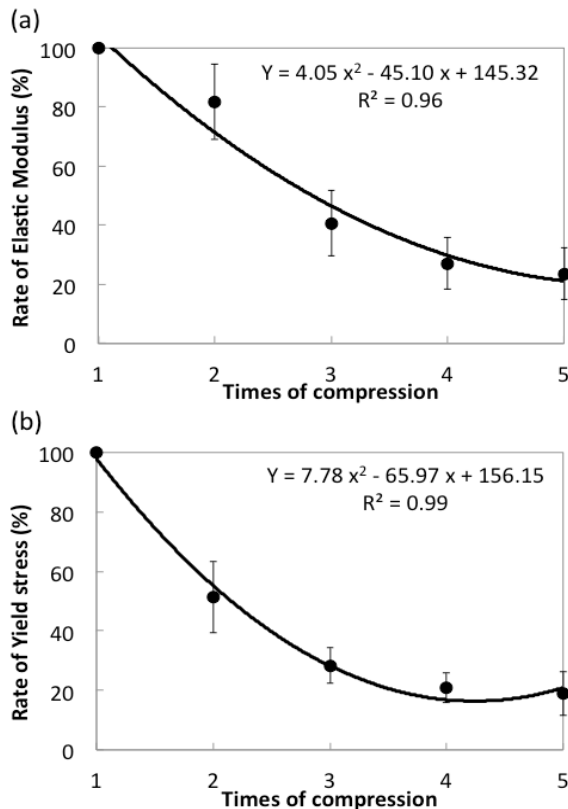 (a)
Rate of Elastic Modulus (%)
100
80
60
40
20
0
Y = 4.05 x² - 45.10 x + 145.32
R² = 0.96
1 2 3 4 5
Times of compression
(b)
Rate of Yield stress (%)
100
80
60
40
20
0
Y = 7.78 x² - 65.97 x + 156.15
R² = 0.99
1 2 3 4 5
Times of compression